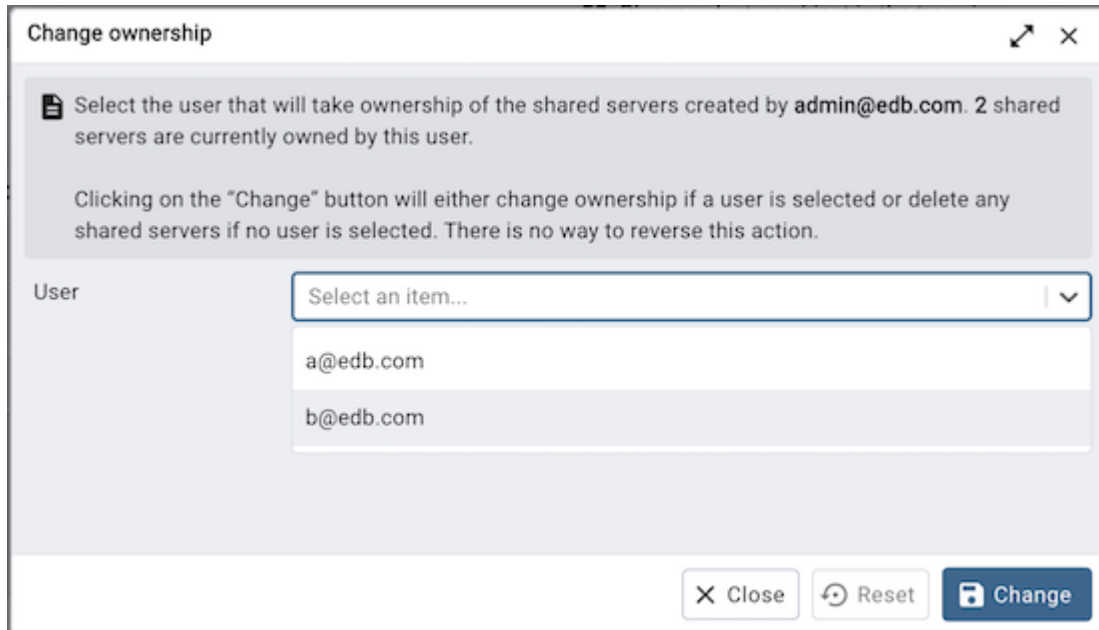 Change ownership
Select the user that will take ownership of the shared servers created by admin@edb.com. 2 shared
servers are currently owned by this user.
Clicking on the “Change” button will either change ownership if a user is selected or delete any
shared servers if no user is selected. There is no way to reverse this action.
User
Select an item...
a@edb.com
b@edb.com
Close
Reset
Change